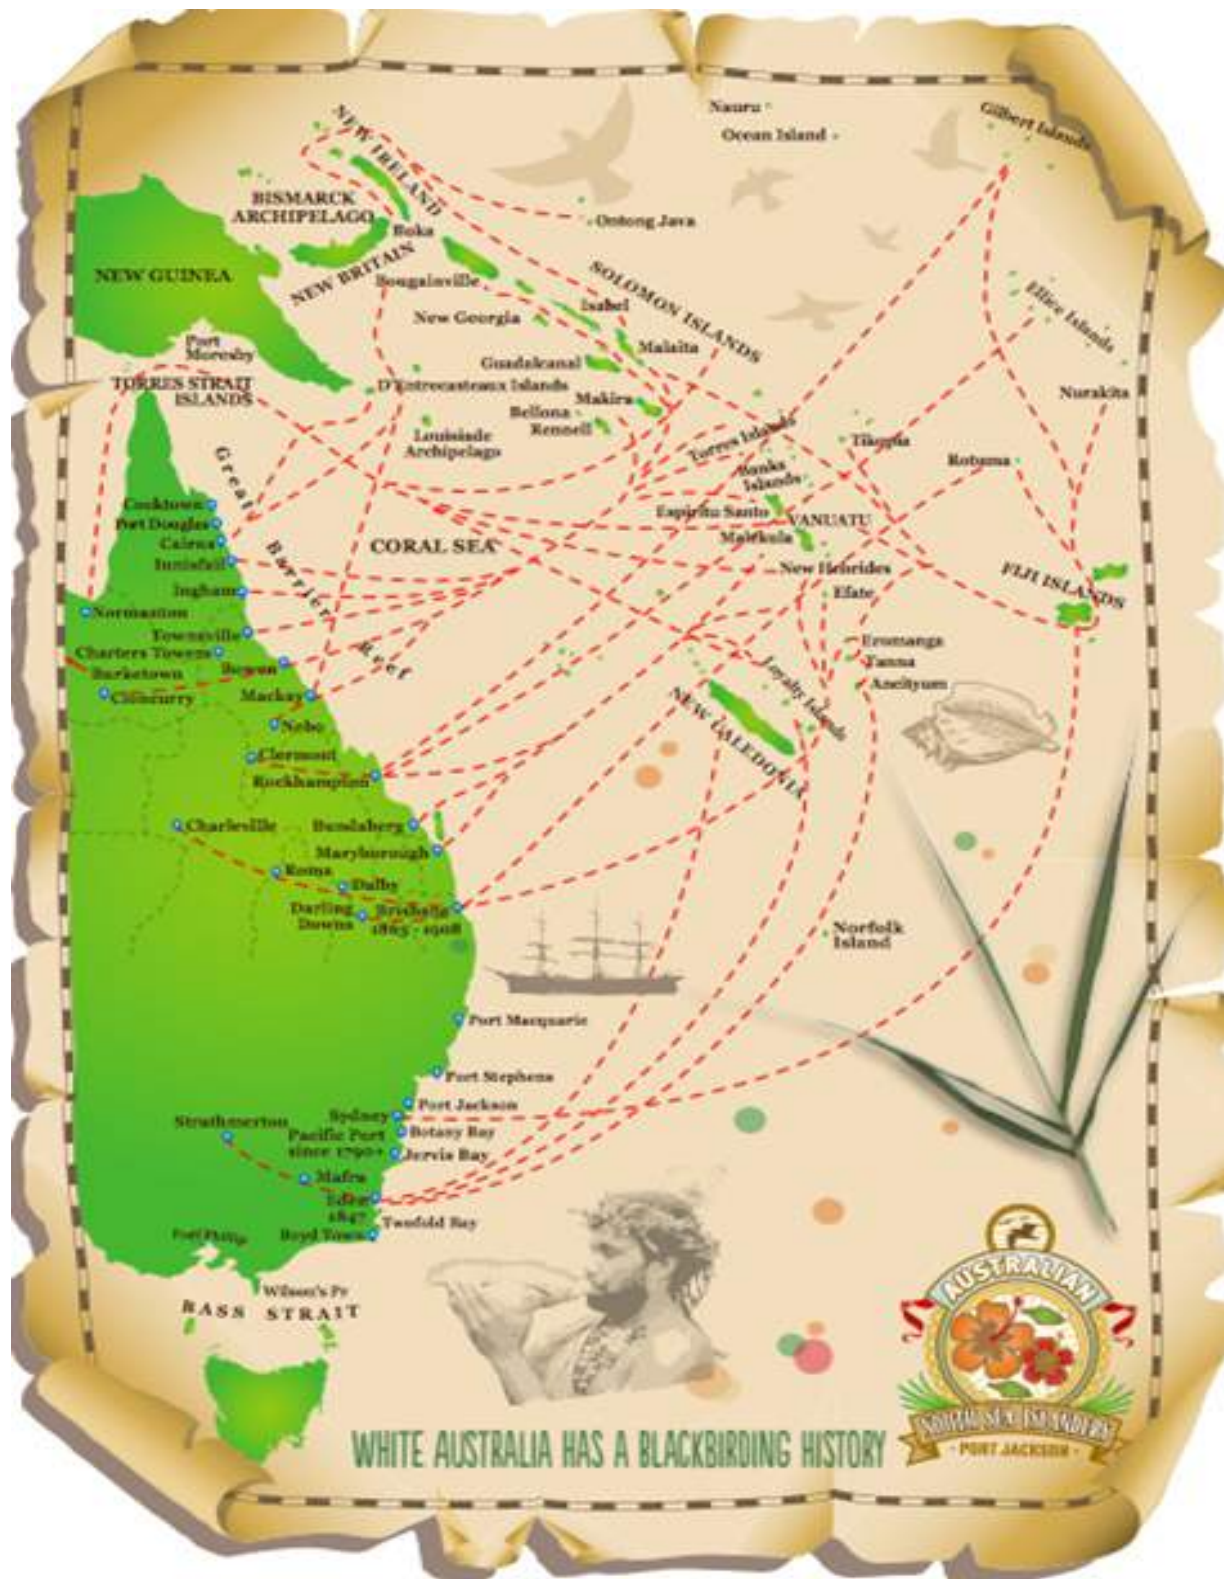 Nauru
Ocean Island
Gilbert Islands
NEW IRELAND
BISMARCK
ARCHIPELAGO
Buka
Ontong Java
NEW GUINEA
NEW BRITAIN
Bougainville
SOLOMON ISLANDS
Isabel
Ellice Islands
New Georgia
Port
Moresby
Malaita
Guadalcanal
TORRES STRAIT
ISLANDS
D'Entrecasteaux Islands
Makira
Nurakita
Bellona
Rennell
Louisiade
Archipelago
Torres Islands
Tikopia
Banks
Islands
Rotuma
Great
Barrier
Reef
Cooktown
Port Douglas
Cairns
Innisfail
Espiritu Santo
VANUATU
Malekula
CORAL SEA
New Hebrides
FIJI ISLANDS
Ingham
Efate
Normanton
Townsville
Charters Towers
Burketown
Bowen
Eromanga
Tanna
Aneityum
Cloncurry
Mackay
Loyalty Islands
NEW CALEDONIA
Nebo
Clermont
Rockhampton
Charleville
Bundaberg
Maryborough
Roma
Dalby
Darling
Downs
Brisbane
1863 - 1908
Norfolk
Island
Port Macquarie
Port Stephens
Port Jackson
Strathmerton
Sydney
Pacific Port
since 1790+
Botany Bay
Jervis Bay
Mafra
Eden
1847
Twofold Bay
Port Philip
Boyd Town
Wilson's Pr
BASS STRAIT
AUSTRALIAN
SOUTH SEA ISLANDERS
- PORT JACKSON -
WHITE AUSTRALIA HAS A BLACKBIRDING HISTORY